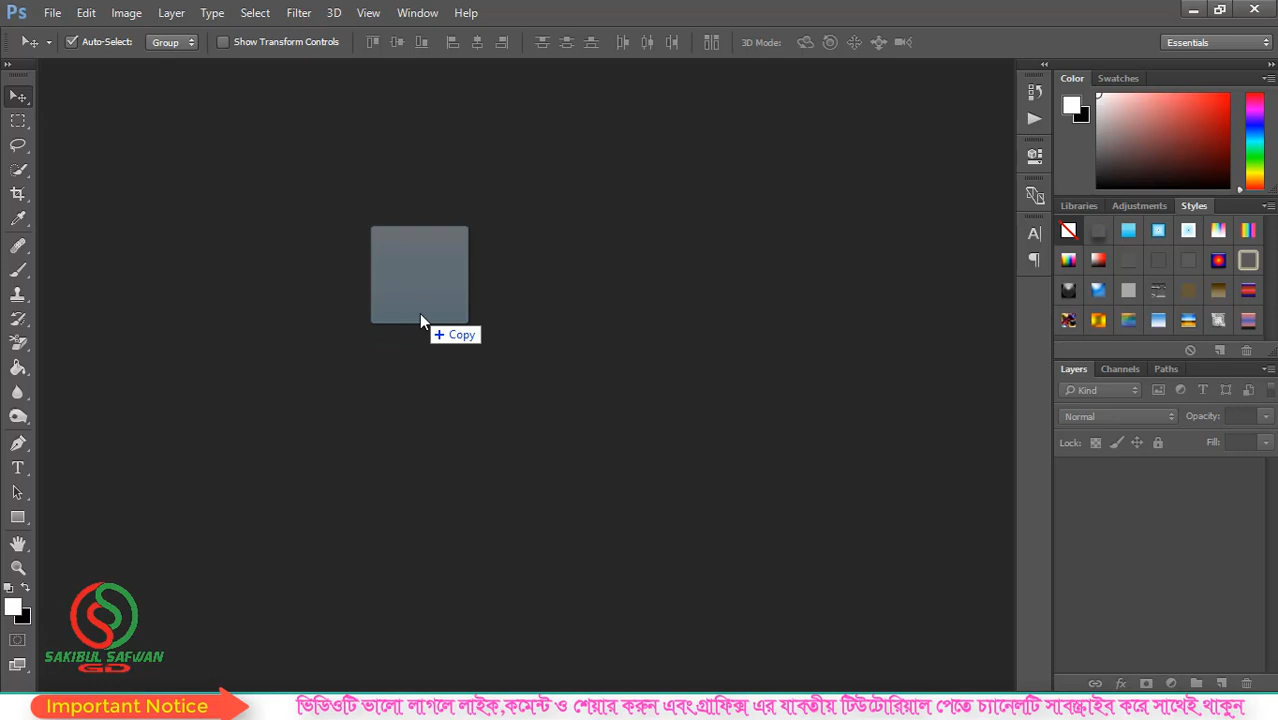 Ps File Edit Image Layer Type Select Filter 3D View Window Help
Auto-Select: Group Show Transform Controls 3D Mode: Essentials
Color Swatches
Libraries Adjustments Styles
+ Copy
Layers Channels Paths
Kind
Normal Opacity:
Lock: Fill:
SAKIBUL SAFWAN
GD
Important Notice ভিডিওটি ভালো লাগলে লাইক,কমেন্ট ও শেয়ার করুন এবং,গ্রাফিক্স এর যাবতীয় টিউটোরিয়াল পেতে চ্যানেলটি সাবস্ক্রাইব করে সাথেই থাকুন